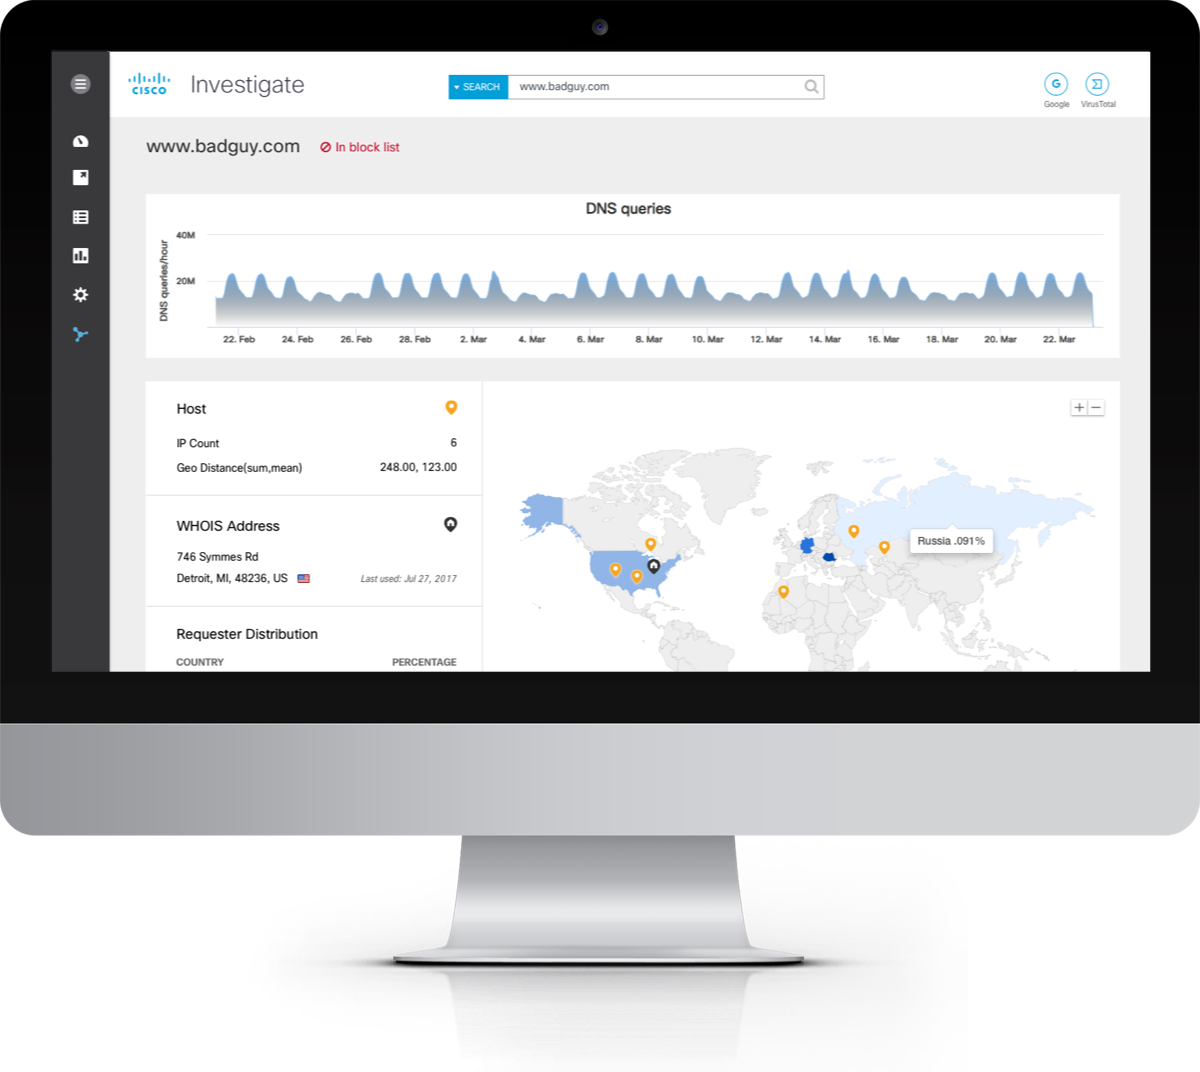 CISCO
Investigate
SEARCH
www.badguy.com
G
Google
VirusTotal
www.badguy.com
In block list
DNS queries
DNS queries/hour
40M
20M
22. Feb 24. Feb 26. Feb 28. Feb 2. Mar 4. Mar 6. Mar 8. Mar 10. Mar 12. Mar 14. Mar 16. Mar 18. Mar 20. Mar 22. Mar
Host
IP Count 6
Geo Distance(sum,mean) 248.00, 123.00
WHOIS Address
746 Symmes Rd
Detroit, MI, 48236, US Last used: Jul 27, 2017
Requester Distribution
COUNTRY PERCENTAGE
+ −
Russia .091%